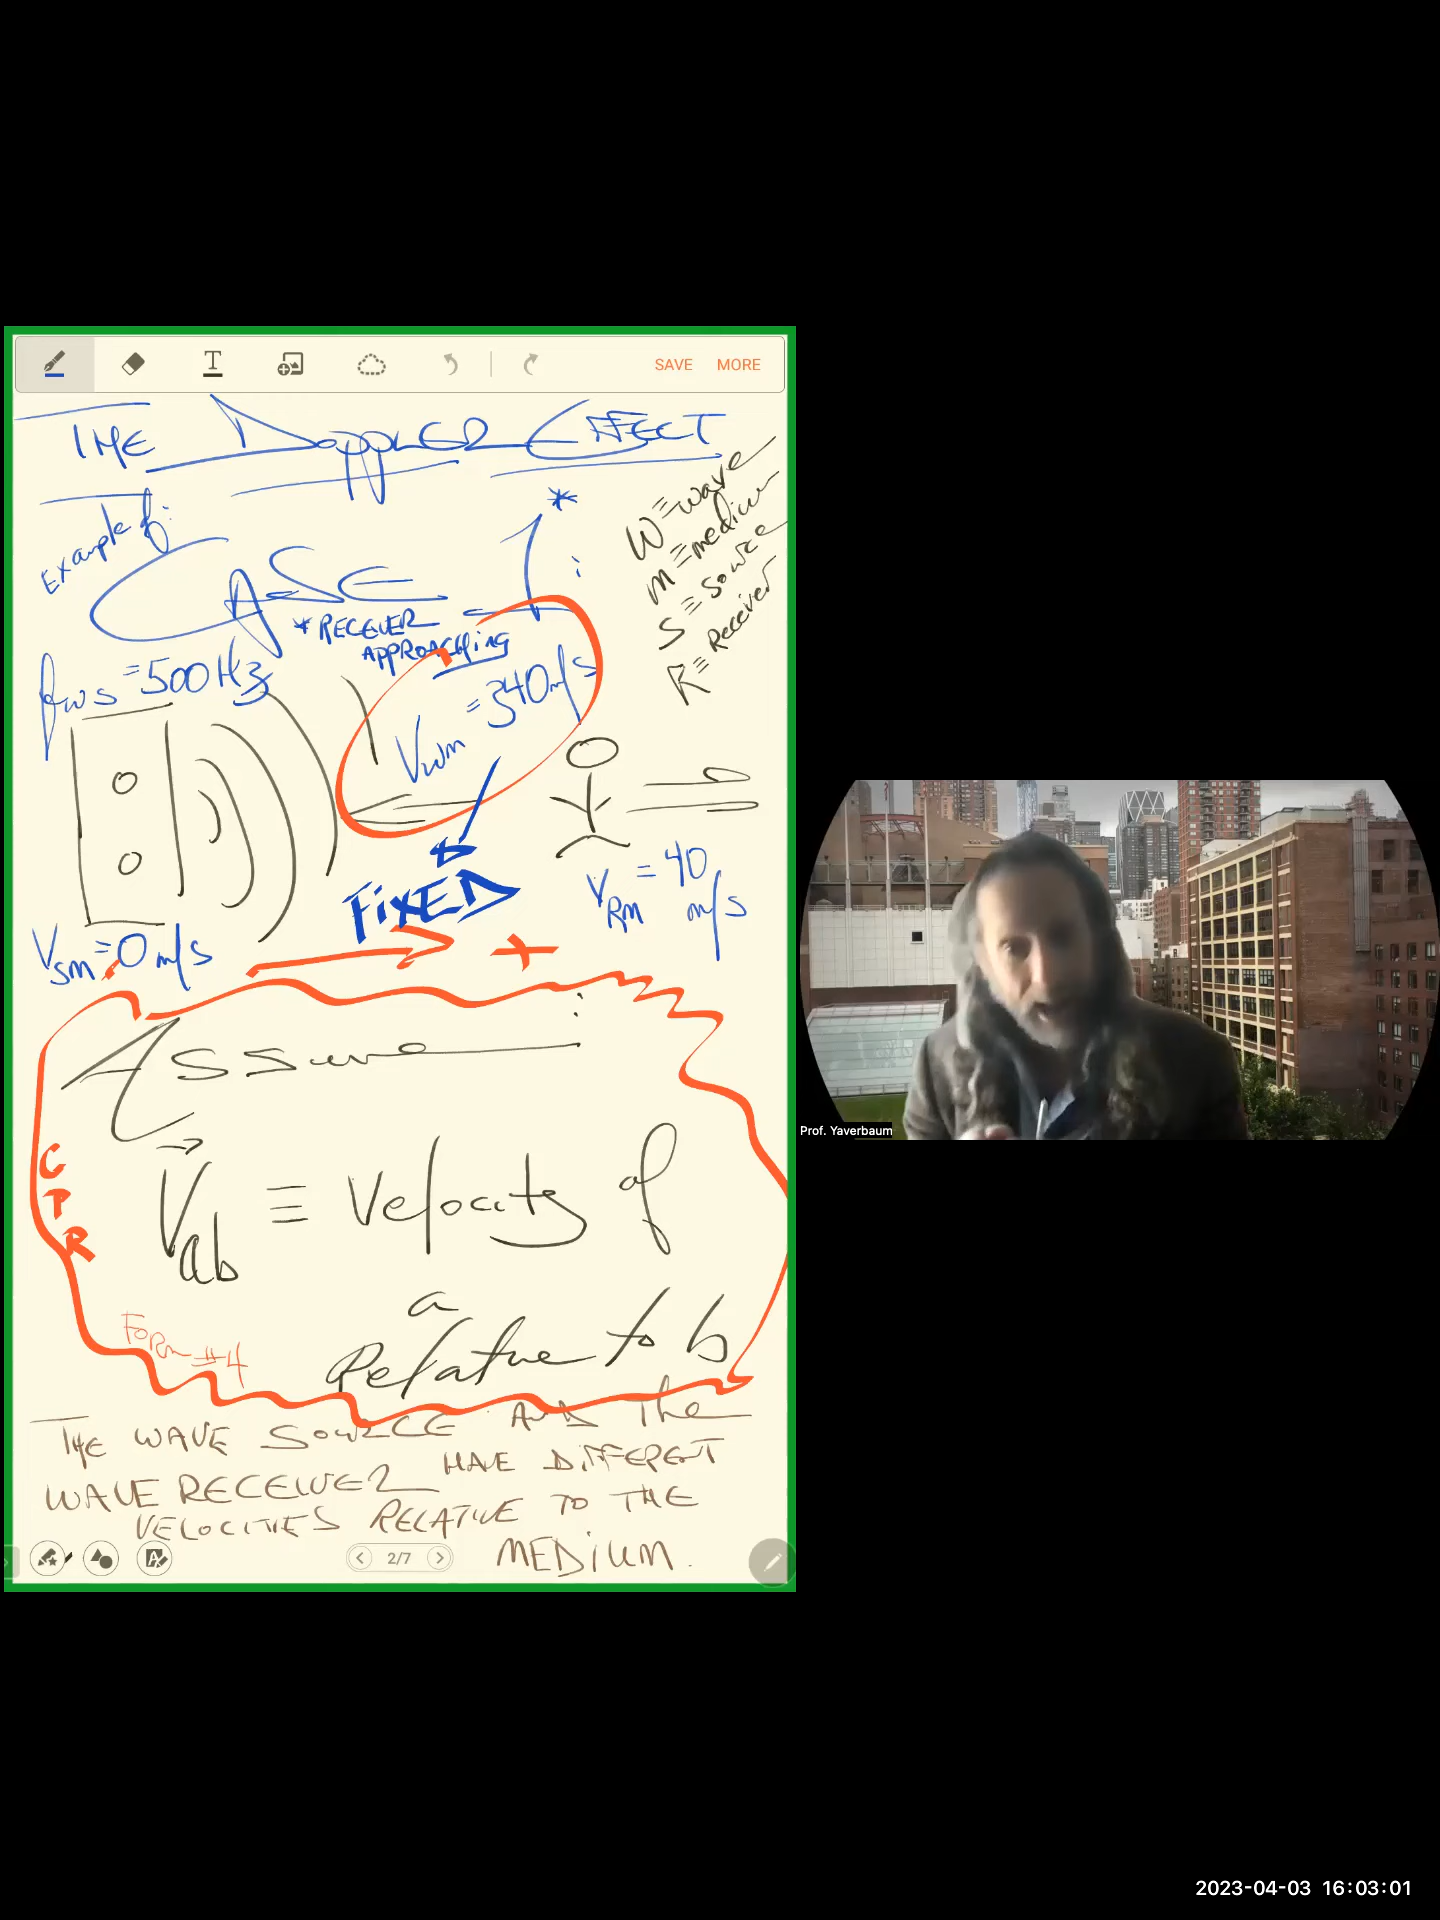 SAVE MORE
THE DOPPLER EFFECT
Example of:
CASE 1* :
* RECEIVER
APPROACHING
W ≡ wave
m ≡ medium
S ≡ Source
R ≡ Receiver
fws = 500 Hz
Vwm = 340 m/s
FIXED
VRM = 40 m/s
VSM = 0 m/s
+
Assume :
CPR
Vab ≡ Velocity of
a
Relative to b
Form #4
THE WAVE SOURCE AND The
WAVE RECEIVER HAVE DIFFERENT
VELOCITIES RELATIVE TO THE
MEDIUM.
2/7
Prof. Yaverbaum
2023-04-03 16:03:01